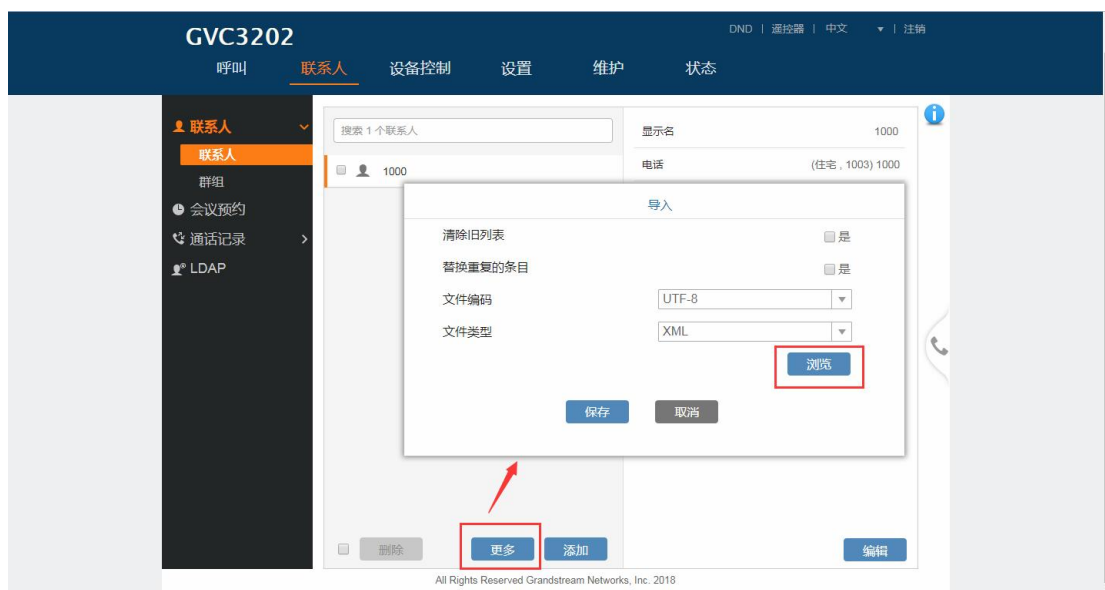 GVC3202
DND | 遥控器 | 中文 ▼ | 注销
呼叫 联系人 设备控制 设置 维护 状态
联系人
联系人
群组
会议预约
通话记录
LDAP
搜索 1 个联系人
1000
显示名 1000
电话 (住宅 , 1003) 1000
导入
清除旧列表 是
替换重复的条目 是
文件编码 UTF-8
文件类型 XML
浏览
保存 取消
删除 更多 添加 编辑
All Rights Reserved Grandstream Networks, Inc. 2018